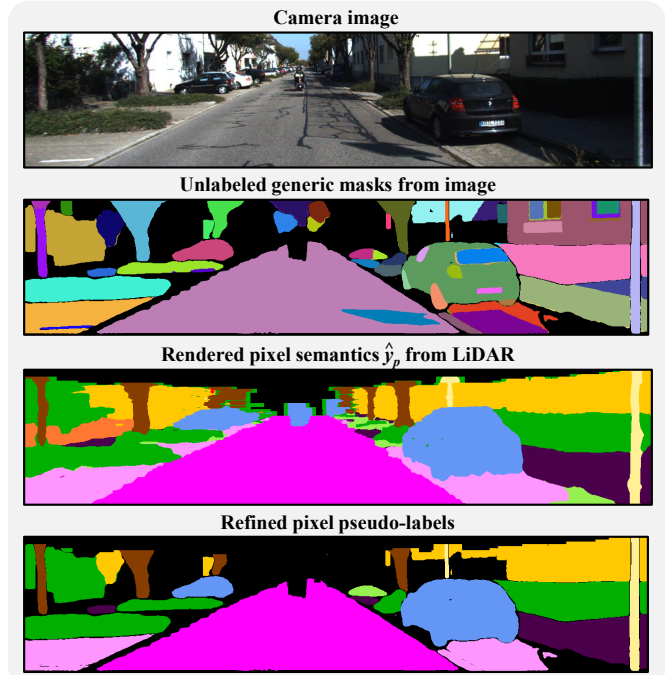 Camera image
Unlabeled generic masks from image
Rendered pixel semantics ŷₚ from LiDAR
Refined pixel pseudo-labels